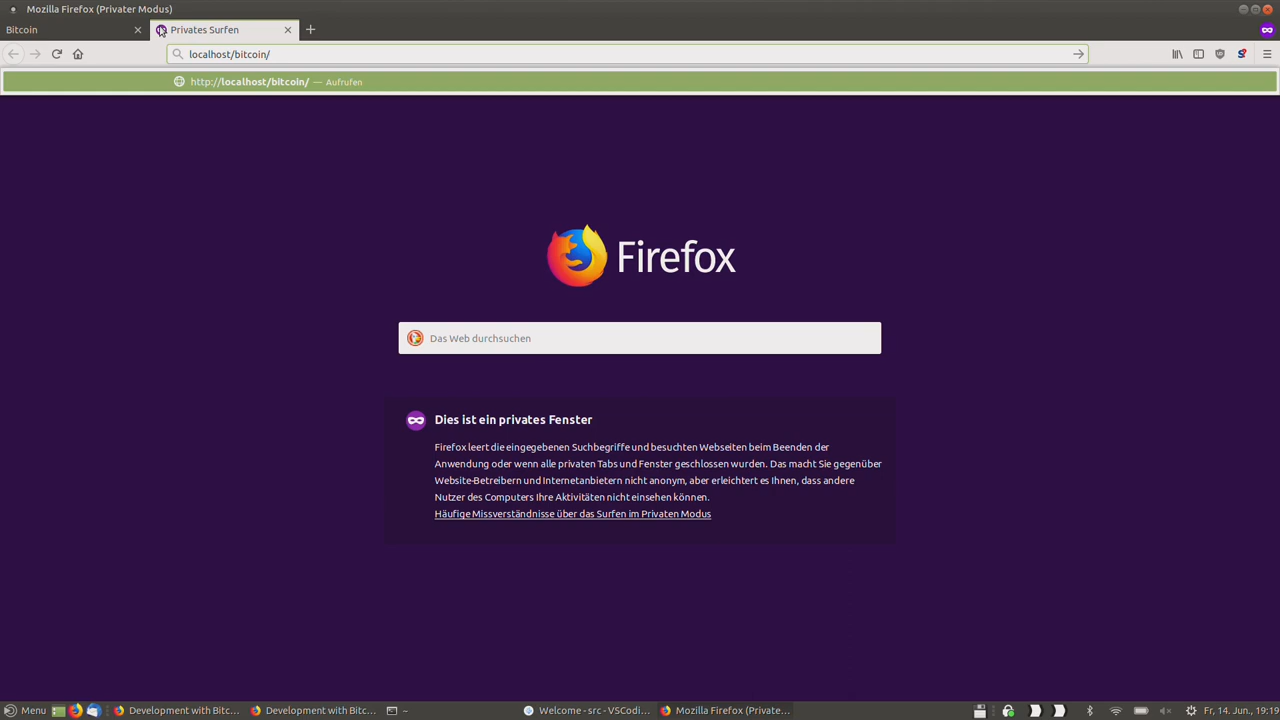 Mozilla Firefox (Privater Modus)
Bitcoin
Privates Surfen
localhost/bitcoin/
http://localhost/bitcoin/ — Aufrufen
Firefox
Das Web durchsuchen
Dies ist ein privates Fenster
Firefox leert die eingegebenen Suchbegriffe und besuchten Webseiten beim Beenden der
Anwendung oder wenn alle privaten Tabs und Fenster geschlossen wurden. Das macht Sie gegenüber
Website-Betreibern und Internetanbietern nicht anonym, aber erleichtert es Ihnen, dass andere
Nutzer des Computers Ihre Aktivitäten nicht einsehen können.
Häufige Missverständnisse über das Surfen im Privaten Modus
Menu
Development with Bitc...
Development with Bitc...
Welcome - src - VSCodi...
Mozilla Firefox (Private...
Fr, 14. Jun., 19:19